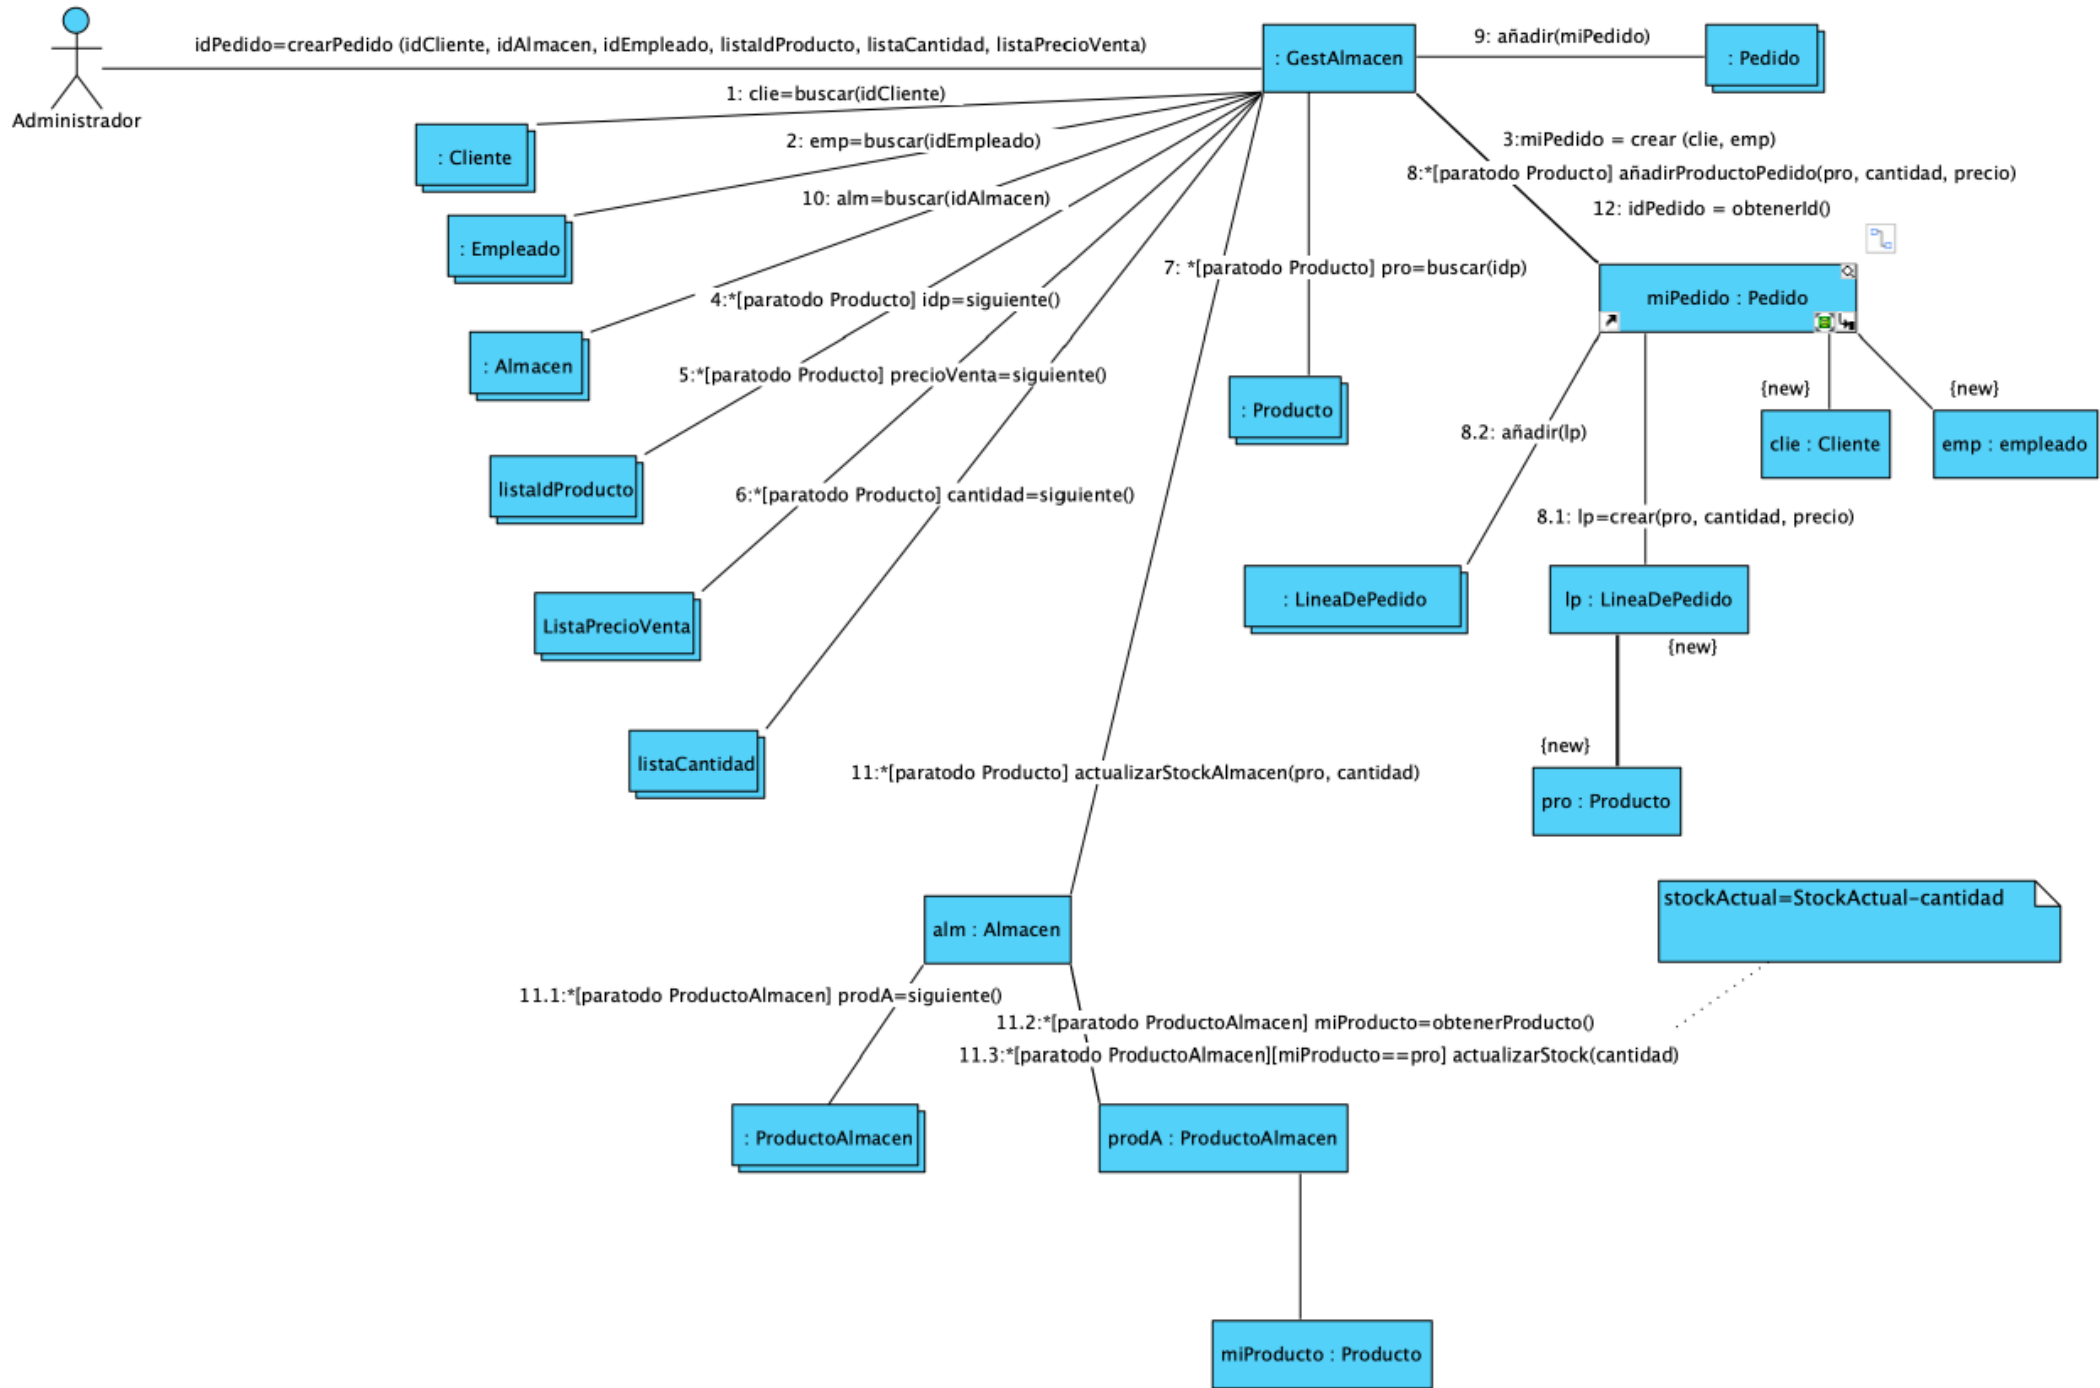 idPedido=crearPedido (idCliente, idAlmacen, idEmpleado, listaIdProducto, listaCantidad, listaPrecioVenta)
: GestAlmacen
9: añadir(miPedido)
: Pedido
Administrador
1: clie=buscar(idCliente)
: Cliente
2: emp=buscar(idEmpleado)
3:miPedido = crear (clie, emp)
8:*[paratodo Producto] añadirProductoPedido(pro, cantidad, precio)
10: alm=buscar(idAlmacen)
12: idPedido = obtenerId()
: Empleado
7: *[paratodo Producto] pro=buscar(idp)
4:*[paratodo Producto] idp=siguiente()
miPedido : Pedido
: Almacen
5:*[paratodo Producto] precioVenta=siguiente()
{new}
{new}
: Producto
8.2: añadir(lp)
clie : Cliente
emp : empleado
listaIdProducto
6:*[paratodo Producto] cantidad=siguiente()
8.1: lp=crear(pro, cantidad, precio)
ListaPrecioVenta
: LineaDePedido
lp : LineaDePedido
{new}
{new}
listaCantidad
11:*[paratodo Producto] actualizarStockAlmacen(pro, cantidad)
pro : Producto
stockActual=StockActual-cantidad
alm : Almacen
11.1:*[paratodo ProductoAlmacen] prodA=siguiente()
11.2:*[paratodo ProductoAlmacen] miProducto=obtenerProducto()
11.3:*[paratodo ProductoAlmacen][miProducto==pro] actualizarStock(cantidad)
: ProductoAlmacen
prodA : ProductoAlmacen
miProducto : Producto